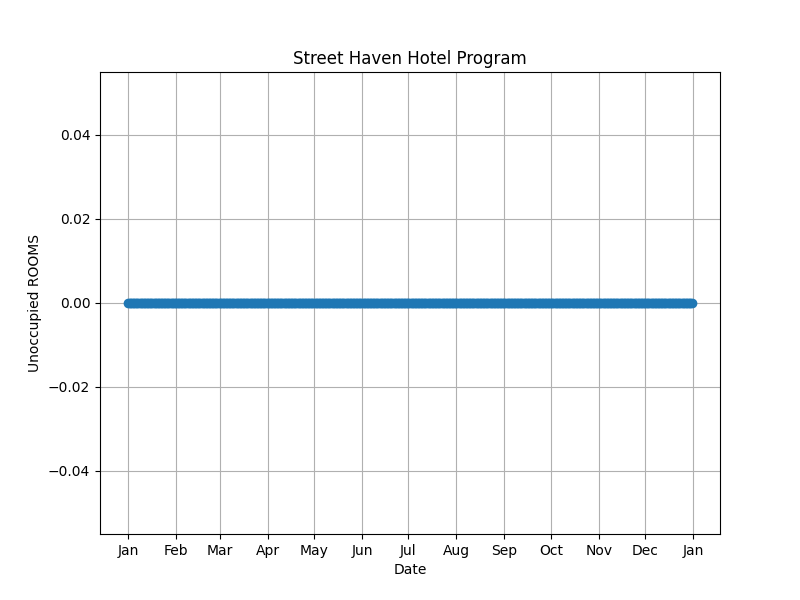 Street Haven Hotel Program
Unoccupied ROOMS
0.04
0.02
0.00
−0.02
−0.04
Jan Feb Mar Apr May Jun Jul Aug Sep Oct Nov Dec Jan
Date